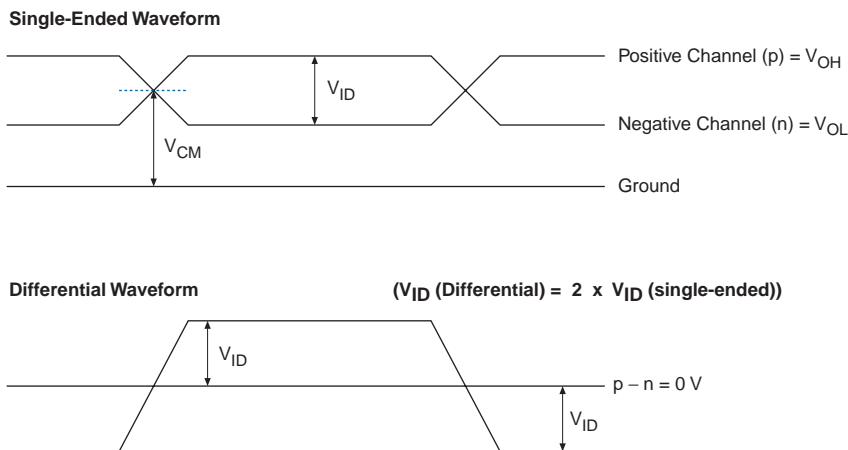 Single-Ended Waveform
Positive Channel (p) = VOH
VID
Negative Channel (n) = VOL
VCM
Ground
Differential Waveform (VID (Differential) = 2 x VID (single-ended))
VID
p − n = 0 V
VID